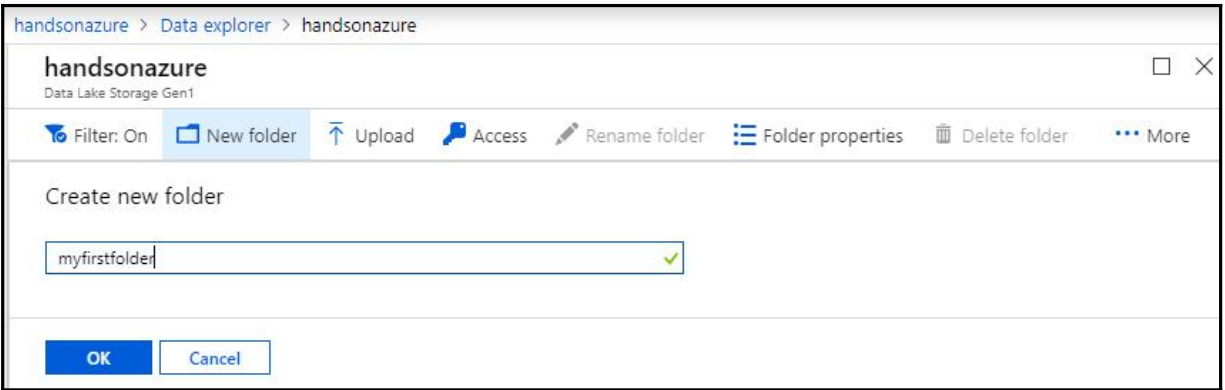 handsonazure > Data explorer > handsonazure
handsonazure
Data Lake Storage Gen1
Filter: On New folder Upload Access Rename folder Folder properties Delete folder ••• More
Create new folder
myfirstfolder
OK Cancel